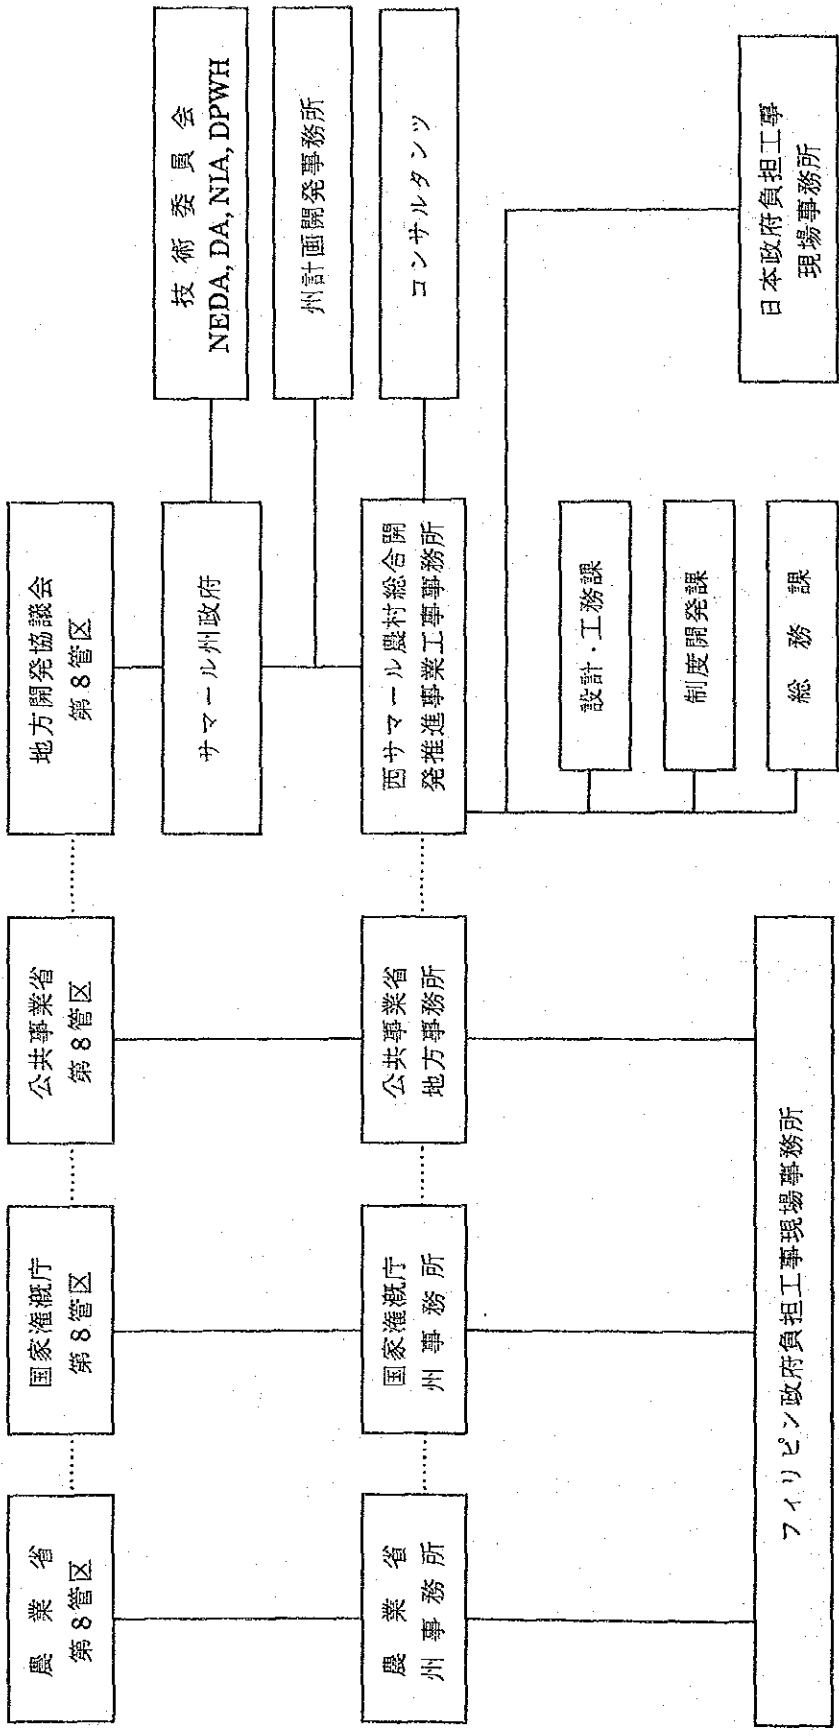 農業省
第8管区
国家潅漑庁
第8管区
公共事業省
第8管区
地方開発協議会
第8管区
サマール州政府
技術委員会
NEDA, DA, NIA, DPWH
州計画開発事務所
農業省
州事務所
国家潅漑庁
州事務所
公共事業省
地方事務所
西サマール農村総合開
発推進事業工事事務所
コンサルタンツ
設計・工務課
制度開発課
総務課
フィリピン政府負担工事現場事務所
日本政府負担工事
現場事務所